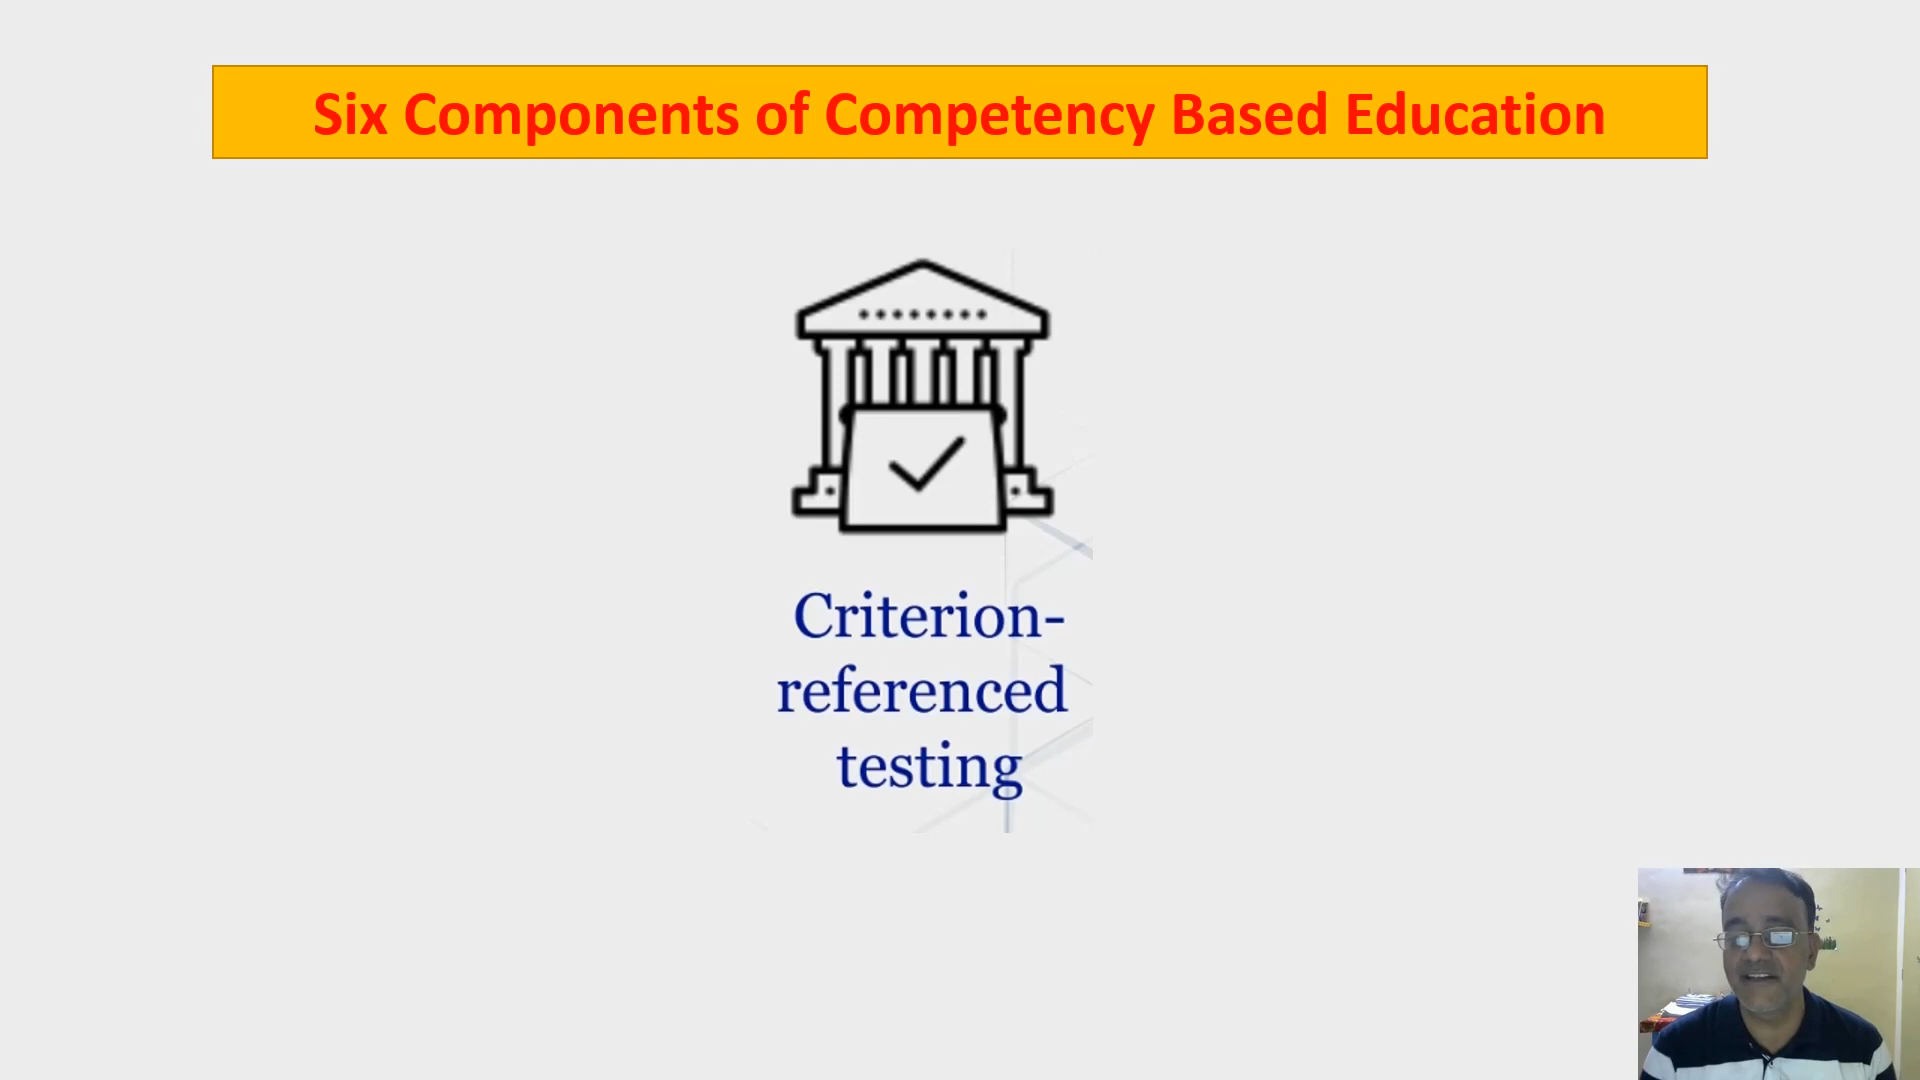 Six Components of Competency Based Education
Criterion-
referenced
testing